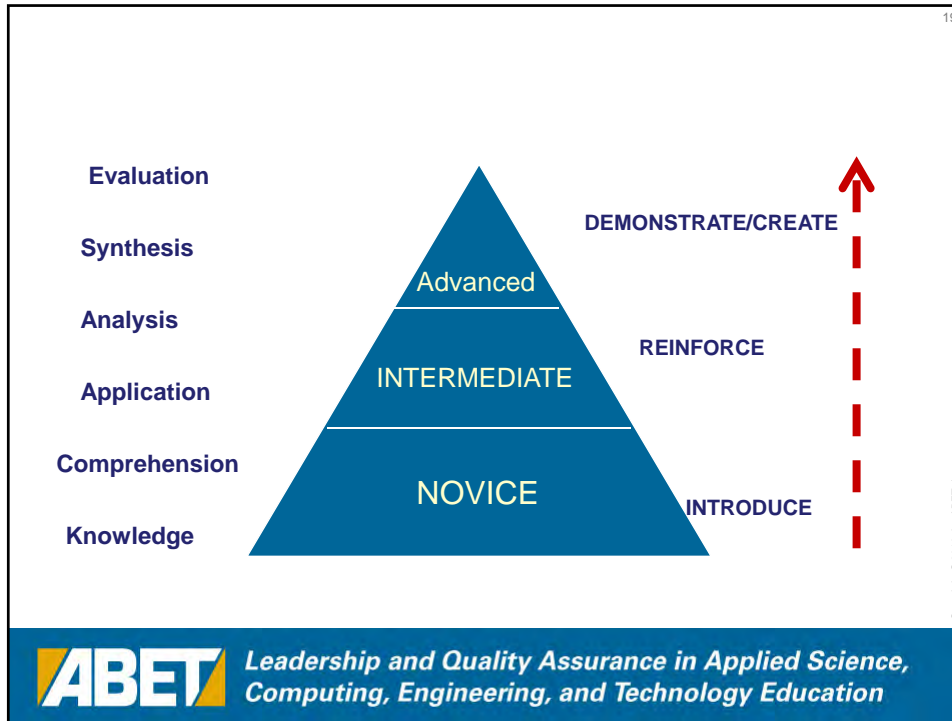 19
Evaluation
DEMONSTRATE/CREATE
Synthesis
Advanced
Analysis
REINFORCE
INTERMEDIATE
Application
Comprehension
NOVICE
INTRODUCE
Knowledge
ABET
Leadership and Quality Assurance in Applied Science,
Computing, Engineering, and Technology Education